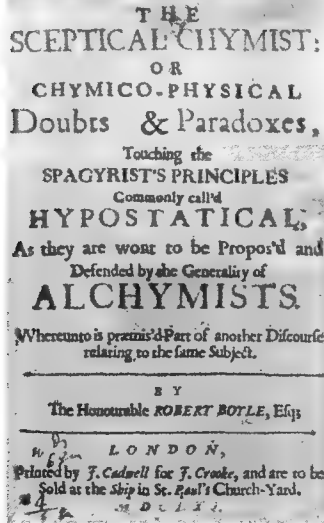 THE
SCEPTICAL CHYMIST:
OR
CHYMICO-PHYSICAL
Doubts & Paradoxes,
Touching the
SPAGYRIST'S PRINCIPLES
Commonly call'd
HYPOSTATICAL,
As they are wont to be Propos'd and
Defended by the Generality of
ALCHYMISTS.
Whereunto is præmis'd Part of another Discourse
relating to the same Subject.
BY
The Honourable ROBERT BOYLE, Esq;
LONDON,
Printed by J. Cadwell for J. Crooke, and are to be
Sold at the Ship in St. Paul's Church-Yard.
MDCLXI.